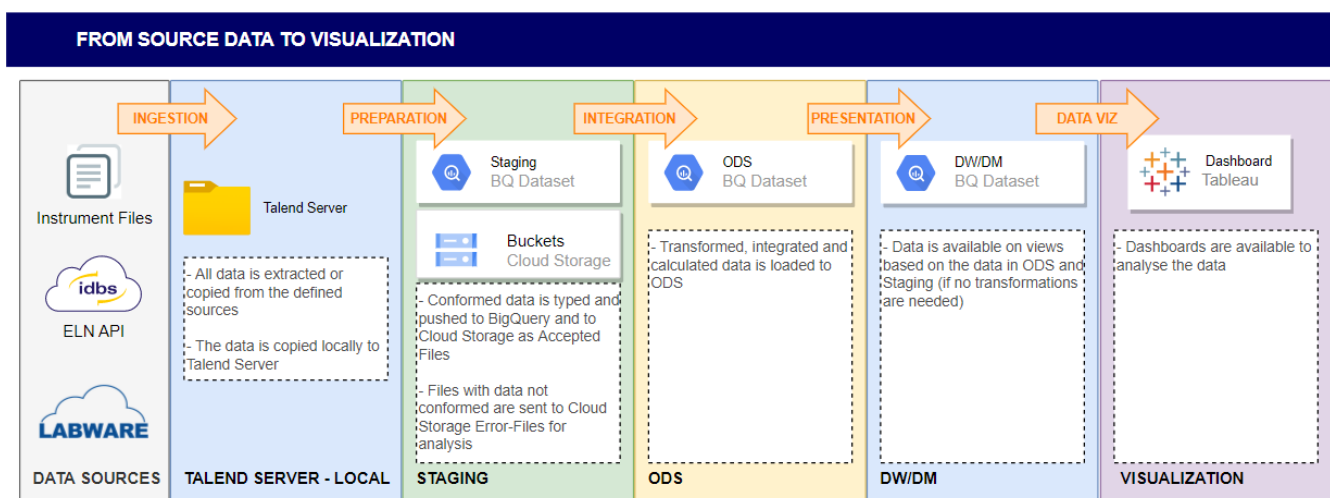 FROM SOURCE DATA TO VISUALIZATION
INGESTION
PREPARATION
INTEGRATION
PRESENTATION
DATA VIZ
Instrument Files
idbs
ELN API
LABWARE
DATA SOURCES
Talend Server
- All data is extracted or
copied from the defined
sources
- The data is copied locally to
Talend Server
TALEND SERVER - LOCAL
Staging
BQ Dataset
Buckets
Cloud Storage
- Conformed data is typed and
pushed to BigQuery and to
Cloud Storage as Accepted
Files
- Files with data not
conformed are sent to Cloud
Storage Error-Files for
analysis
STAGING
ODS
BQ Dataset
- Transformed, integrated and
calculated data is loaded to
ODS
ODS
DW/DM
BQ Dataset
- Data is available on views
based on the data in ODS and
Staging (if no transformations
are needed)
DW/DM
Dashboard
Tableau
- Dashboards are available to
analyse the data
VISUALIZATION